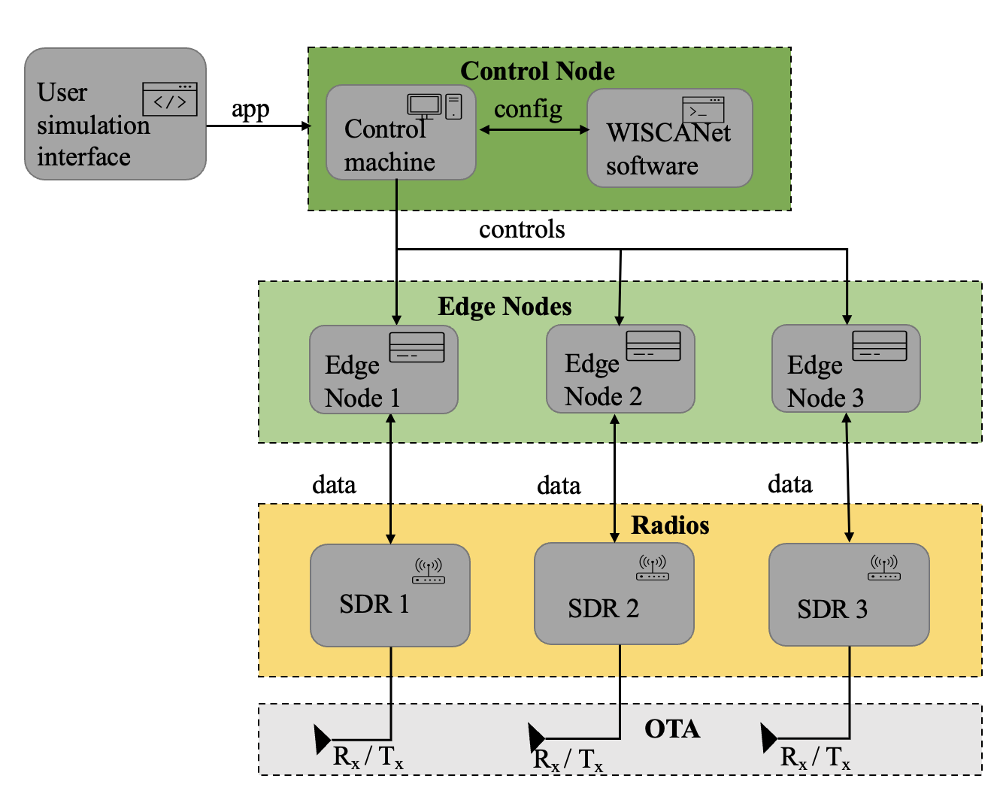 User
simulation
interface
</>
app
Control Node
Control
machine
config
>_
WISCANet
software
controls
Edge Nodes
Edge
Node 1
Edge
Node 2
Edge
Node 3
data
data
data
Radios
SDR 1
SDR 2
SDR 3
OTA
Rx / Tx
Rx / Tx
Rx / Tx